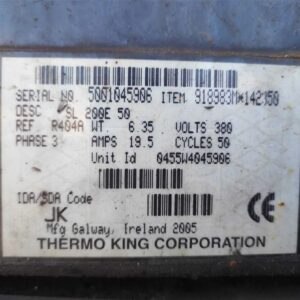 SERIAL NO. 5001045906 ITEM 918983M*142350
DESC SL 200E 50
REF. R404A WT. 6.35 VOLTS 380
PHASE 3 AMPS 19.5 CYCLES 50
Unit Id 0455W4045906
IDA/SDA Code
JK
Mfg Galway, Ireland 2005
CE
THERMO KING CORPORATION